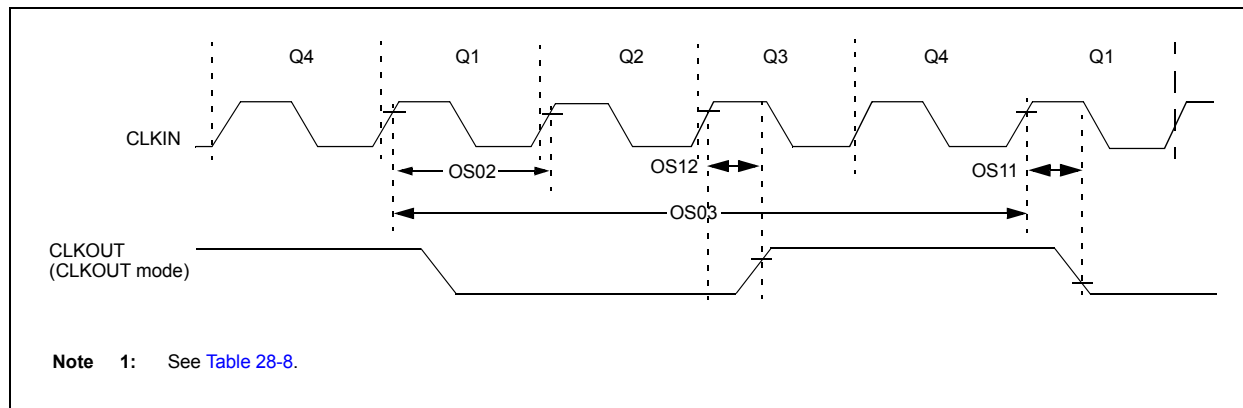 Q4 Q1 Q2 Q3 Q4 Q1
CLKIN
OS02
OS12
OS11
OS03
CLKOUT
(CLKOUT mode)
Note 1: See Table 28-8.